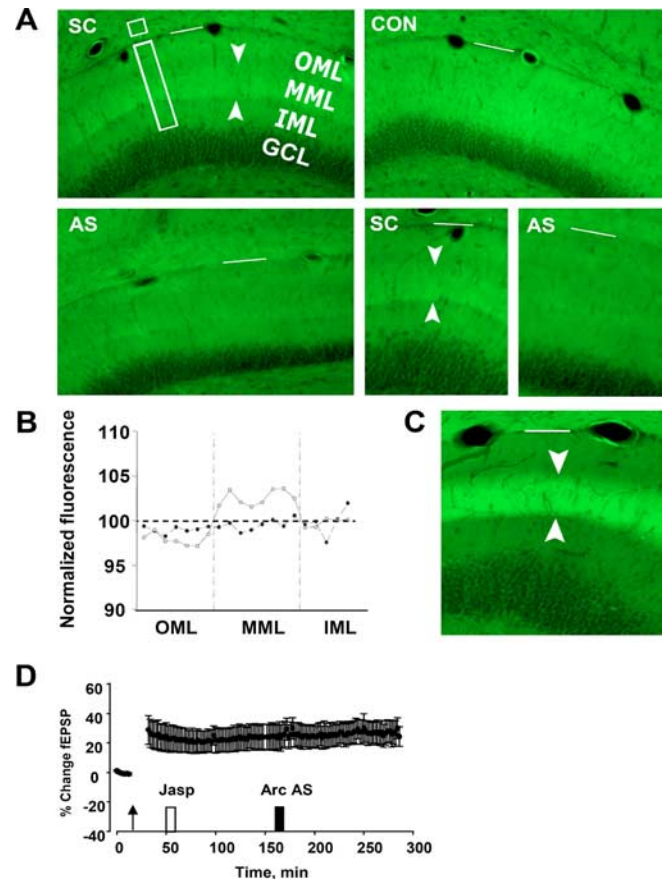 A
SC
OML
MML
IML
GCL
CON
AS
SC
AS
B
Normalized fluorescence
110
105
100
95
90
OML MML IML
C
D
% Change fEPSP
60
40
20
0
-20
-40
Jasp Arc AS
0 50 100 150 200 250 300
Time, min